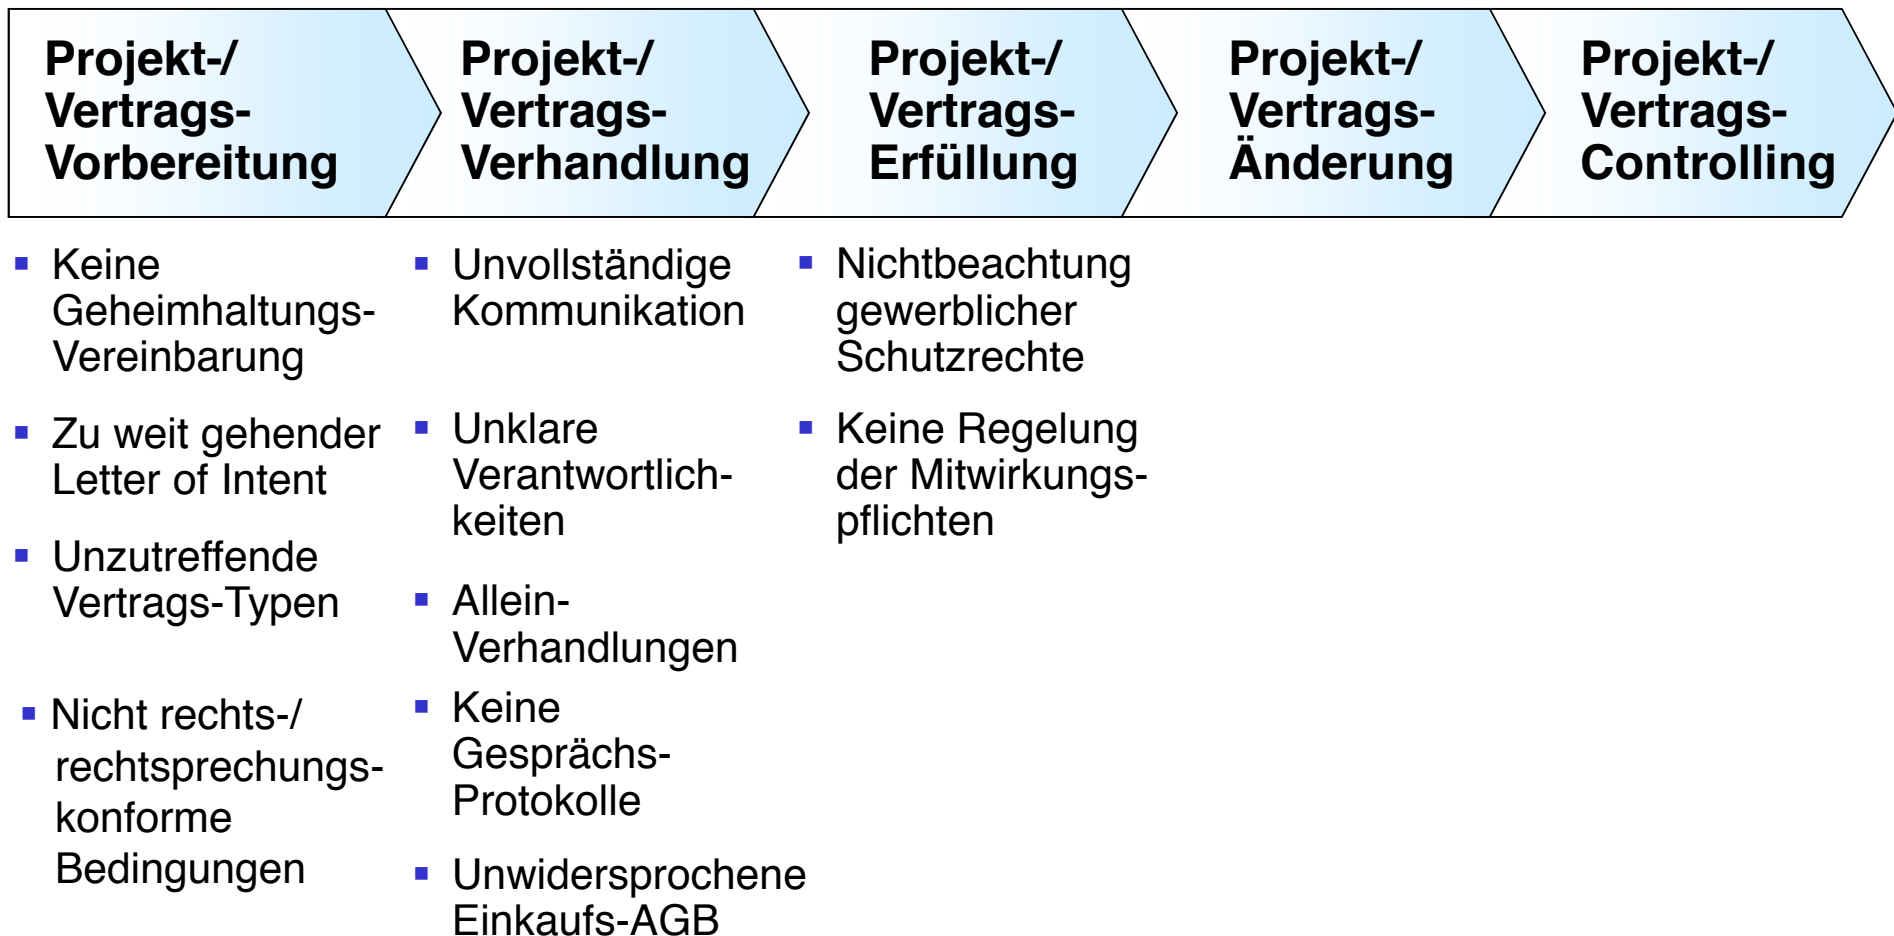 Projekt-/
Vertrags-
Vorbereitung
Projekt-/
Vertrags-
Verhandlung
Projekt-/
Vertrags-
Erfüllung
Projekt-/
Vertrags-
Änderung
Projekt-/
Vertrags-
Controlling
Keine
Geheimhaltungs-
Vereinbarung
Zu weit gehender
Letter of Intent
Unzutreffende
Vertrags-Typen
Nicht rechts-/
rechtsprechungs-
konforme
Bedingungen
Unvollständige
Kommunikation
Unklare
Verantwortlich-
keiten
Allein-
Verhandlungen
Keine
Gesprächs-
Protokolle
Unwidersprochene
Einkaufs-AGB
Nichtbeachtung
gewerblicher
Schutzrechte
Keine Regelung
der Mitwirkungs-
pflichten